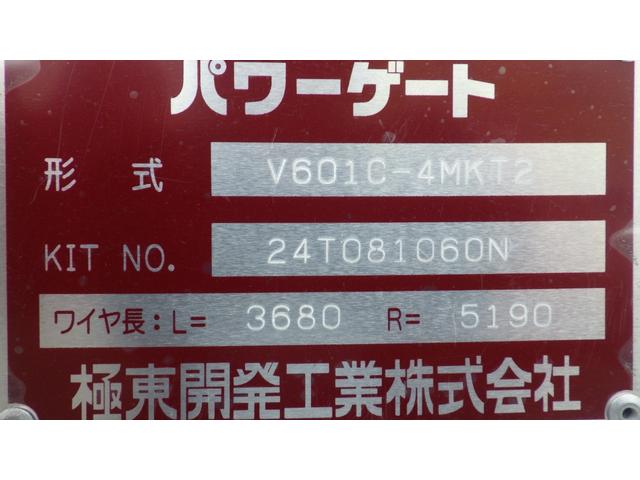 パワーゲート
形 式 V601C-4MKT2
KIT NO. 24T081060N
ワイヤ長:L= 3680 R= 5190
極東開発工業株式会社